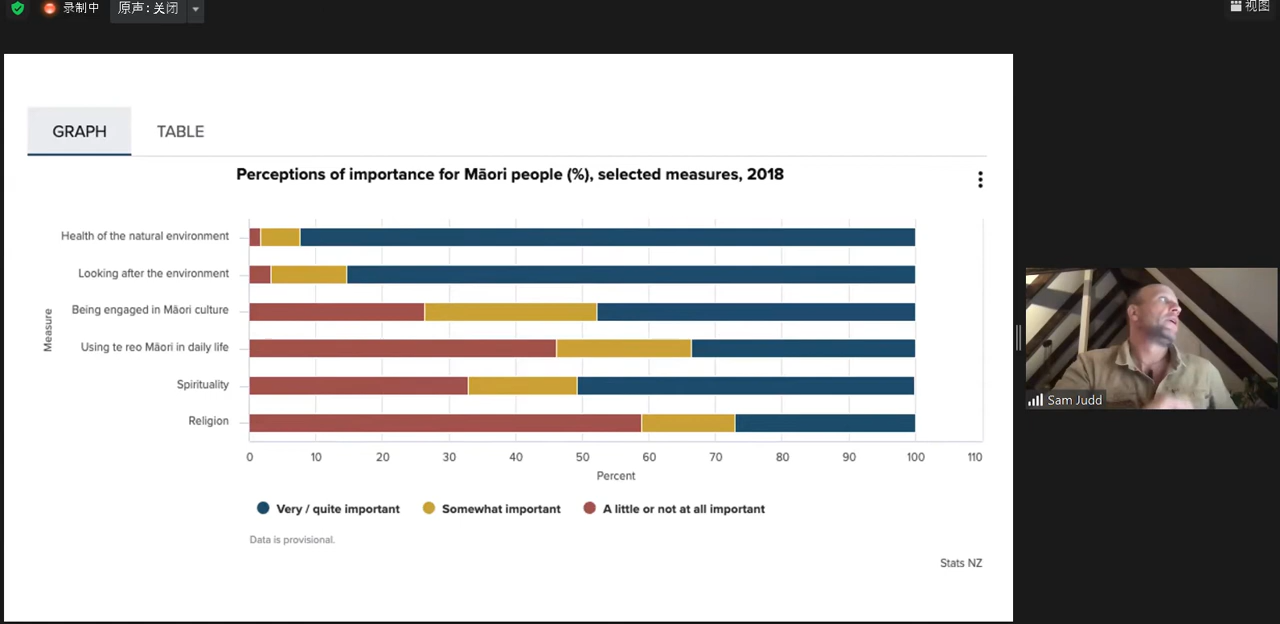 录制中
原声: 关闭
视图
GRAPH
TABLE
Perceptions of importance for Māori people (%), selected measures, 2018
Measure
Health of the natural environment
Looking after the environment
Being engaged in Māori culture
Using te reo Māori in daily life
Spirituality
Religion
0 10 20 30 40 50 60 70 80 90 100 110
Percent
Very / quite important
Somewhat important
A little or not at all important
Data is provisional.
Stats NZ
Sam Judd